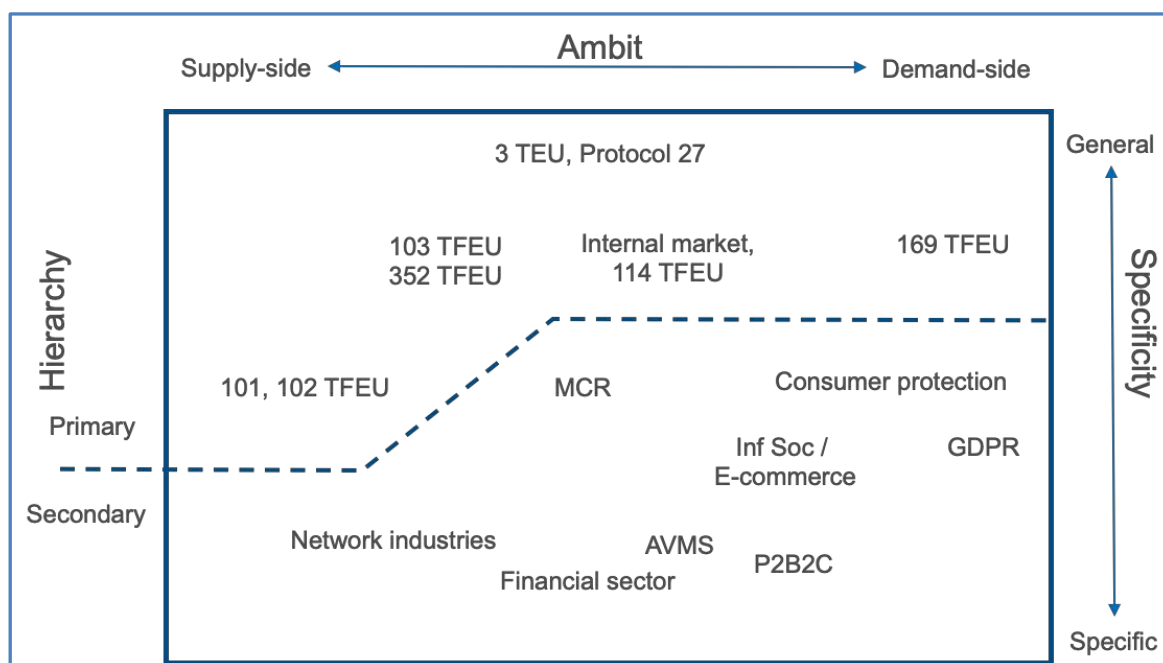 Ambit
Supply-side
Demand-side
General
3 TEU, Protocol 27
103 TFEU
352 TFEU
Internal market,
114 TFEU
169 TFEU
Hierarchy
Specificity
101, 102 TFEU
MCR
Consumer protection
Primary
Inf Soc /
E-commerce
GDPR
Secondary
Network industries
AVMS
P2B2C
Financial sector
Specific